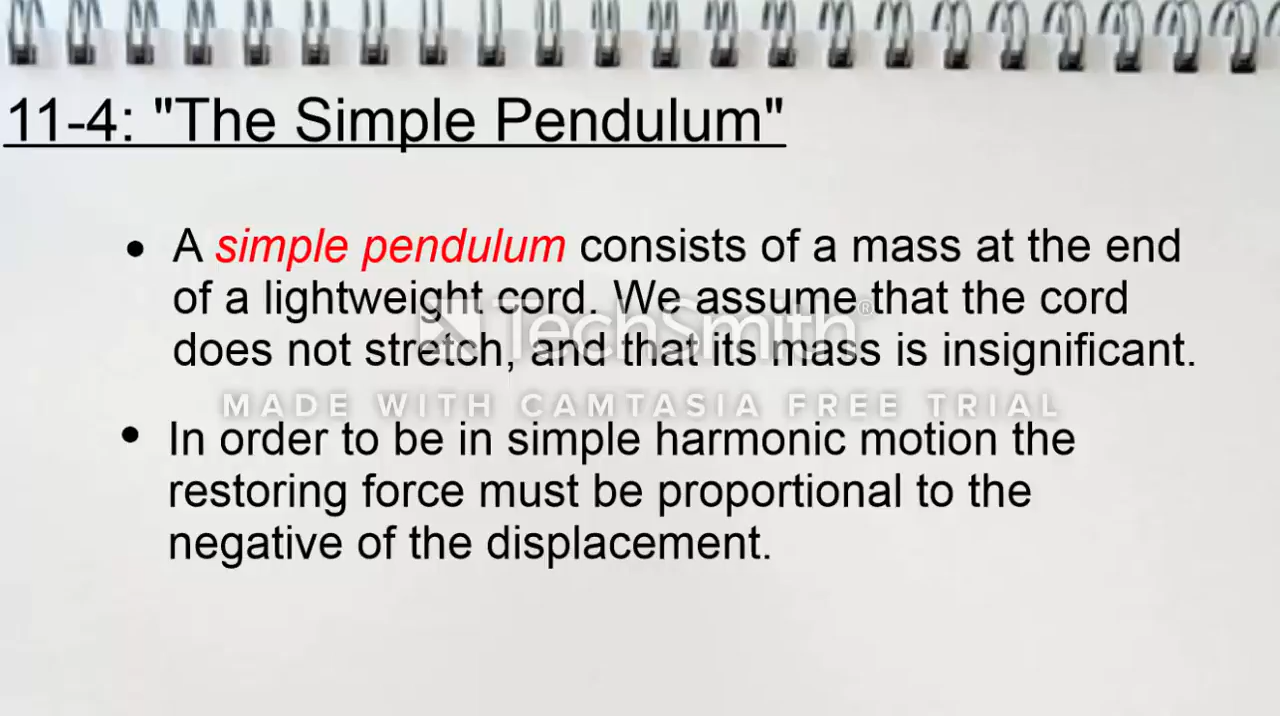 11-4: "The Simple Pendulum"
• A simple pendulum consists of a mass at the end
of a lightweight cord. We assume that the cord
does not stretch, and that its mass is insignificant.
TechSmith®
MADE WITH CAMTASIA FREE TRIAL
• In order to be in simple harmonic motion the
restoring force must be proportional to the
negative of the displacement.